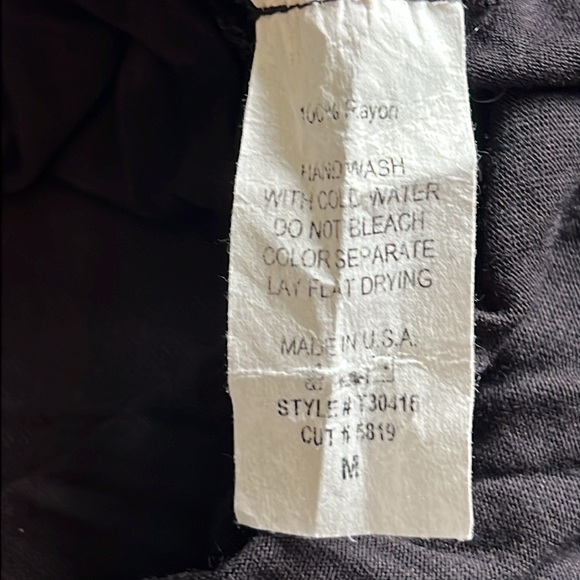 100% Rayon
HAND WASH
WITH COLD WATER
DO NOT BLEACH
COLOR SEPARATE
LAY FLAT DRYING
MADE IN U.S.A.
STYLE # T30416
CUT # 5819
M